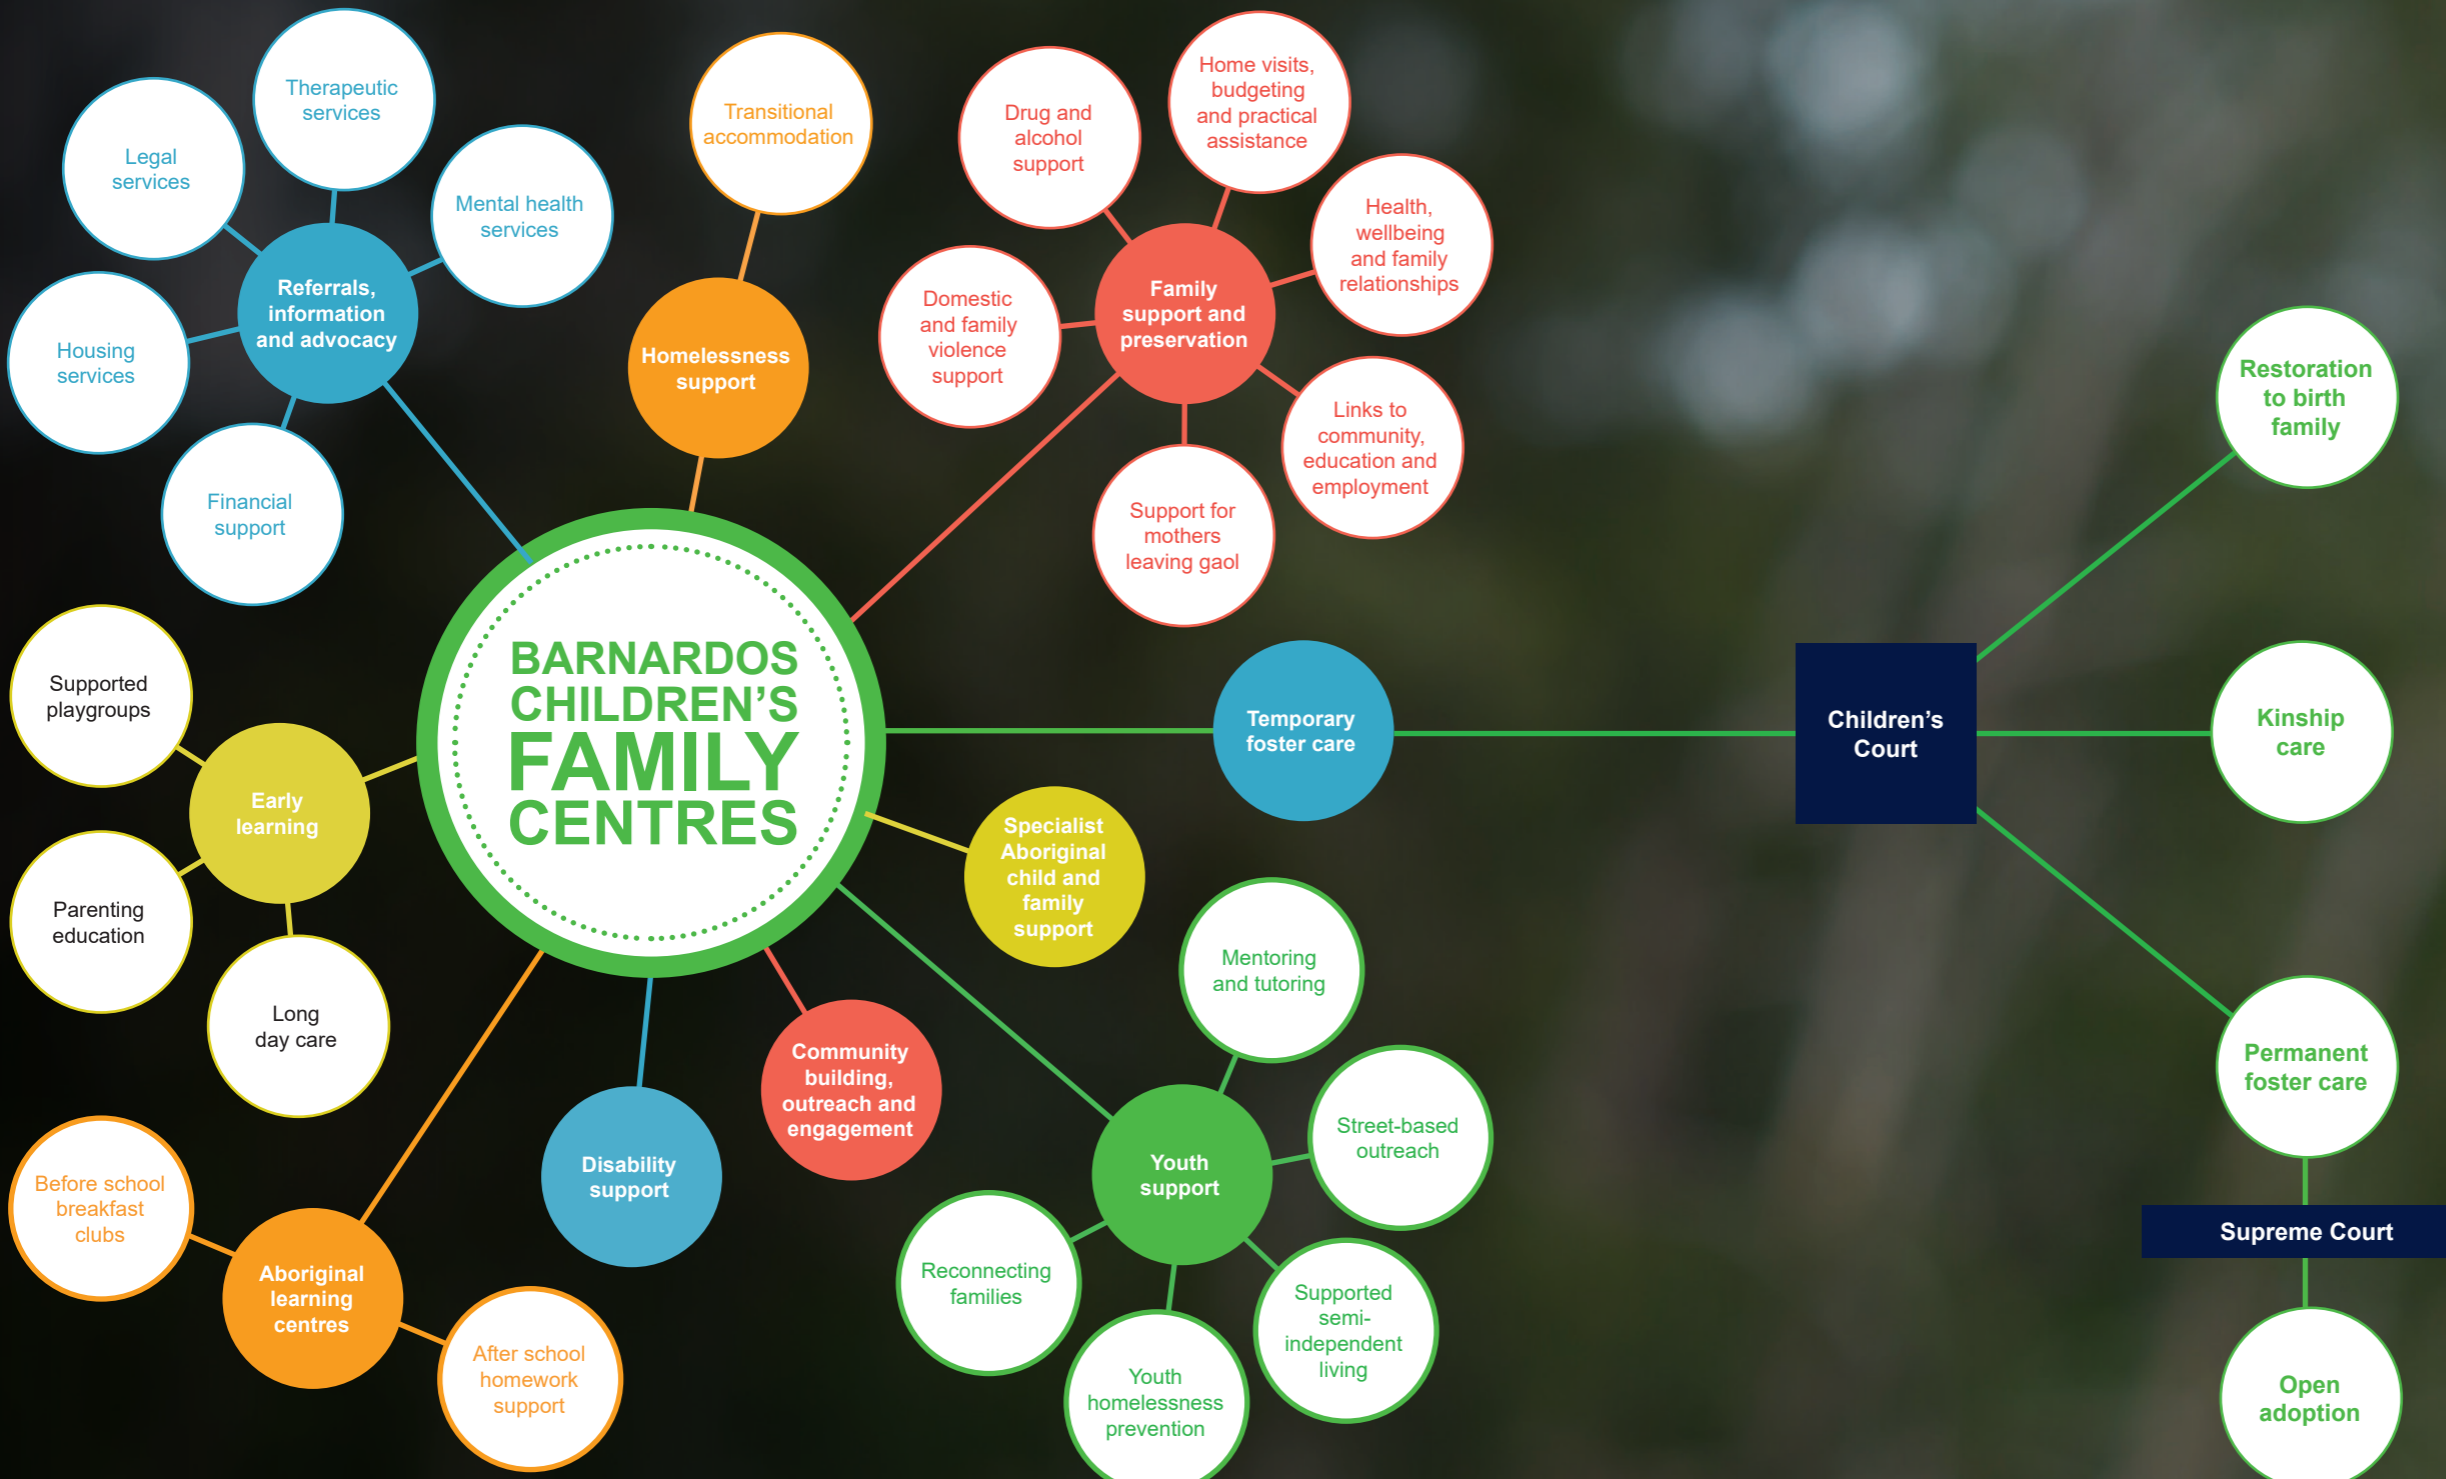 Therapeutic
services
Legal
services
Mental health
services
Referrals,
information
and advocacy
Housing
services
Financial
support
Transitional
accommodation
Homelessness
support
Drug and
alcohol
support
Home visits,
budgeting
and practical
assistance
Health,
wellbeing
and family
relationships
Domestic
and family
violence
support
Family
support and
preservation
Links to
community,
education and
employment
Support for
mothers
leaving gaol
BARNARDOS
CHILDREN’S
FAMILY
CENTRES
Supported
playgroups
Early
learning
Parenting
education
Long
day care
Temporary
foster care
Children’s
Court
Restoration
to birth
family
Kinship
care
Permanent
foster care
Supreme Court
Open
adoption
Specialist
Aboriginal
child and
family
support
Community
building,
outreach and
engagement
Disability
support
Before school
breakfast
clubs
Aboriginal
learning
centres
After school
homework
support
Mentoring
and tutoring
Street-based
outreach
Youth
support
Reconnecting
families
Supported
semi-
independent
living
Youth
homelessness
prevention